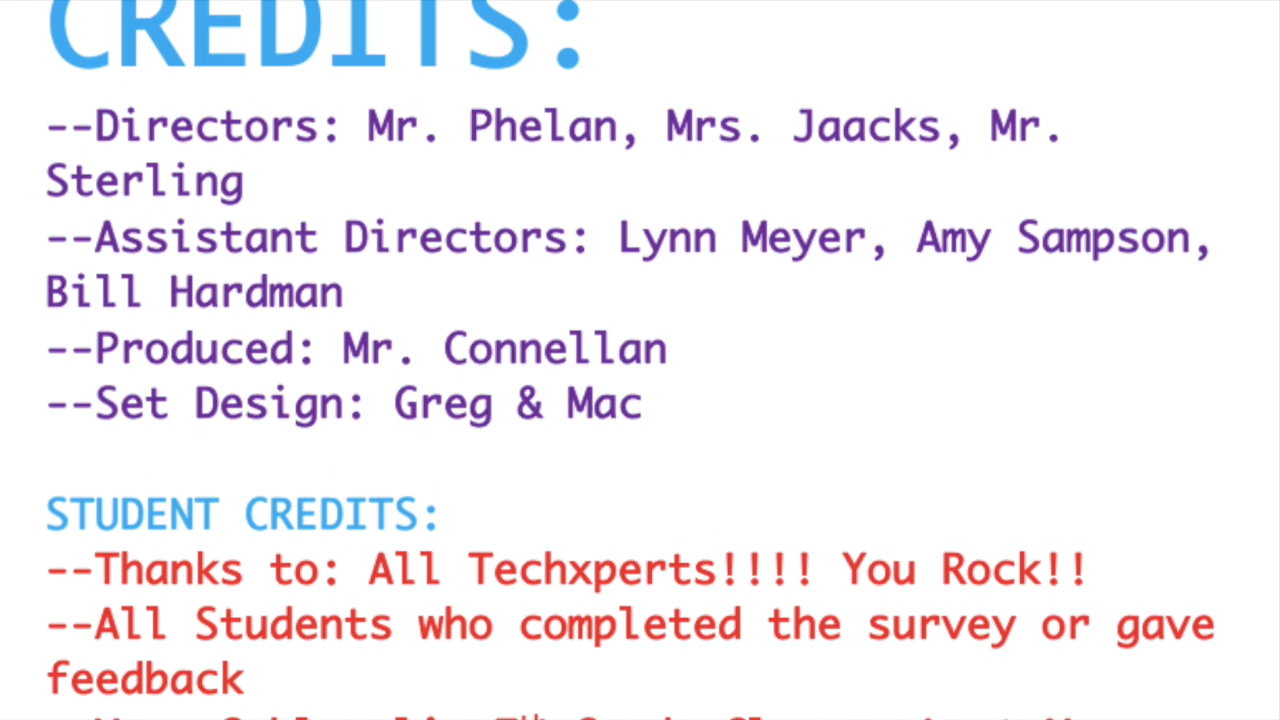 CREDITS:
--Directors: Mr. Phelan, Mrs. Jaacks, Mr.
Sterling
--Assistant Directors: Lynn Meyer, Amy Sampson,
Bill Hardman
--Produced: Mr. Connellan
--Set Design: Greg & Mac
STUDENT CREDITS:
--Thanks to: All Techxperts!!!! You Rock!!
--All Students who completed the survey or gave
feedback